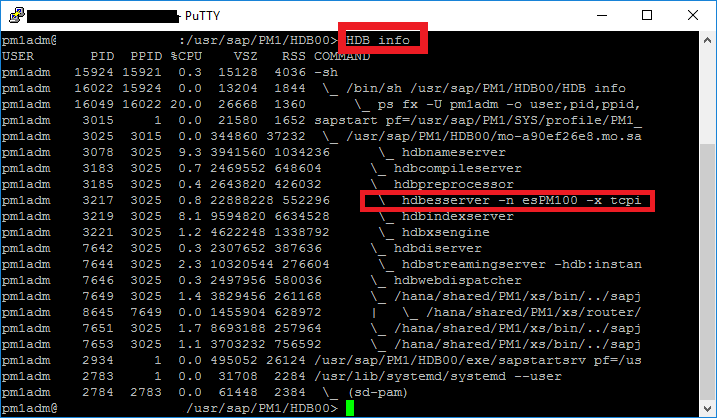 - PuTTY
pm1adm@ :/usr/sap/PM1/HDB00> HDB info
USER PID PPID %CPU VSZ RSS COMMAND
pm1adm 15924 15921 0.3 15128 4036 -sh
pm1adm 16022 15924 0.0 13204 1844 \_ /bin/sh /usr/sap/PM1/HDB00/HDB info
pm1adm 16049 16022 20.0 26668 1360 \_ ps fx -U pm1adm -o user,pid,ppid,
pm1adm 3015 1 0.0 21580 1652 sapstart pf=/usr/sap/PM1/SYS/profile/PM1_
pm1adm 3025 3015 0.0 344860 37232 \_ /usr/sap/PM1/HDB00/mo-a90ef26e8.mo.sa
pm1adm 3078 3025 9.3 3941560 1034236 \_ hdbnameserver
pm1adm 3183 3025 0.7 2469552 648604 \_ hdbcompileserver
pm1adm 3185 3025 0.4 2643820 426032 \_ hdbpreprocessor
pm1adm 3217 3025 0.8 22888228 552296 \_ hdbesserver -n esPM100 -x tcpi
pm1adm 3219 3025 8.1 9594820 6634528 \_ hdbindexserver
pm1adm 3221 3025 1.2 4622248 1338792 \_ hdbxsengine
pm1adm 7642 3025 0.3 2307652 387636 \_ hdbdiserver
pm1adm 7644 3025 2.3 10320544 276604 \_ hdbstreamingserver -hdb:instan
pm1adm 7646 3025 0.3 2497956 580036 \_ hdbwebdispatcher
pm1adm 7649 3025 1.4 3829456 261168 \_ /hana/shared/PM1/xs/bin/../sapj
pm1adm 8645 7649 0.0 1455904 628972 | \_ /hana/shared/PM1/xs/router/
pm1adm 7651 3025 1.7 8693188 257964 \_ /hana/shared/PM1/xs/bin/../sapj
pm1adm 7653 3025 1.1 3703232 756592 \_ /hana/shared/PM1/xs/bin/../sapj
pm1adm 2934 1 0.0 495052 26124 /usr/sap/PM1/HDB00/exe/sapstartsrv pf=/us
pm1adm 2783 1 0.0 31708 2284 /usr/lib/systemd/systemd --user
pm1adm 2784 2783 0.0 61448 2384 \_ (sd-pam)
pm1adm@ /usr/sap/PM1/HDB00>